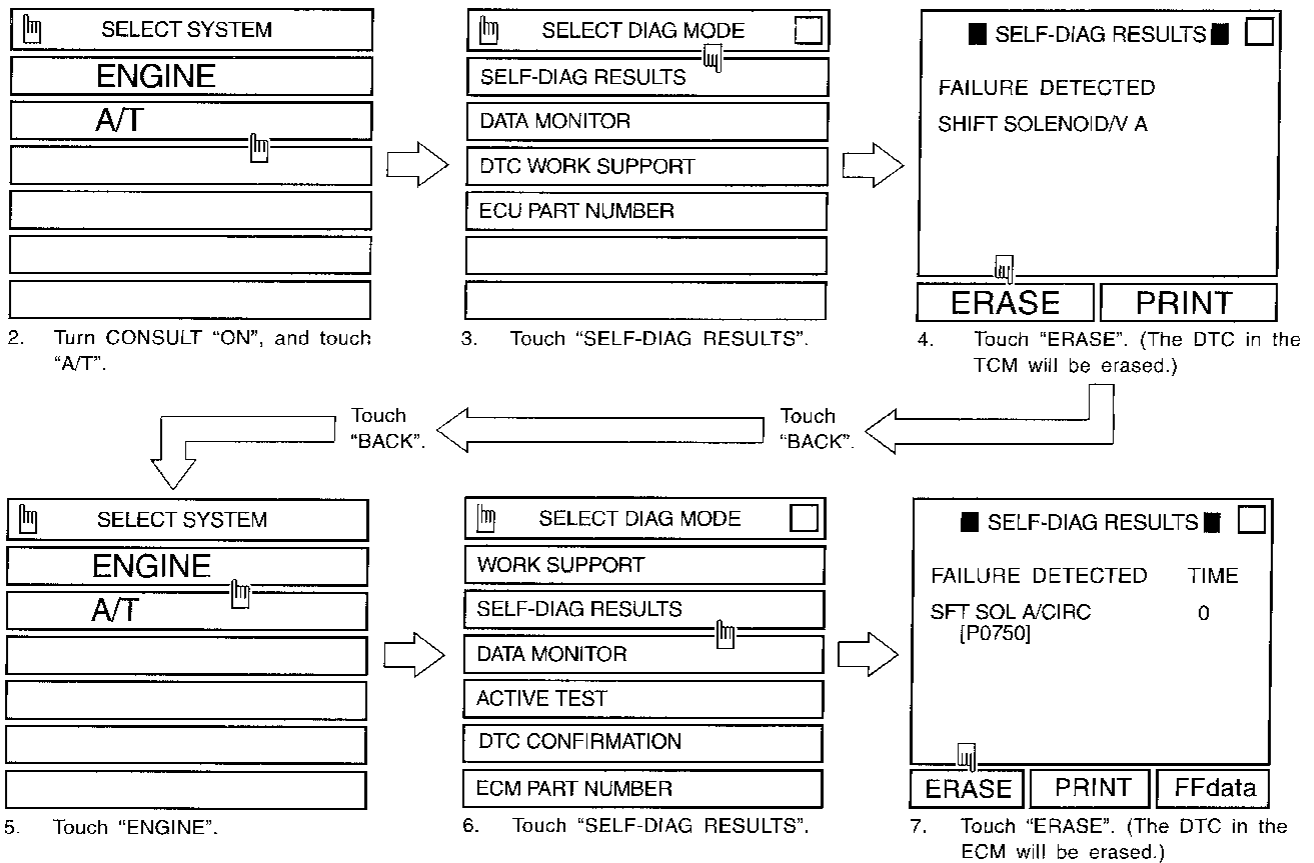 SELECT SYSTEM
ENGINE
A/T
2. Turn CONSULT “ON”, and touch
“A/T”.
SELECT DIAG MODE
SELF-DIAG RESULTS
DATA MONITOR
DTC WORK SUPPORT
ECU PART NUMBER
3. Touch “SELF-DIAG RESULTS”.
SELF-DIAG RESULTS
FAILURE DETECTED
SHIFT SOLENOID/V A
ERASE PRINT
4. Touch “ERASE”. (The DTC in the
TCM will be erased.)
Touch
“BACK”.
Touch
“BACK”.
SELECT SYSTEM
ENGINE
A/T
5. Touch “ENGINE”.
SELECT DIAG MODE
WORK SUPPORT
SELF-DIAG RESULTS
DATA MONITOR
ACTIVE TEST
DTC CONFIRMATION
ECM PART NUMBER
6. Touch “SELF-DIAG RESULTS”.
SELF-DIAG RESULTS
FAILURE DETECTED TIME
SFT SOL A/CIRC 0
[P0750]
ERASE PRINT FFdata
7. Touch “ERASE”. (The DTC in the
ECM will be erased.)